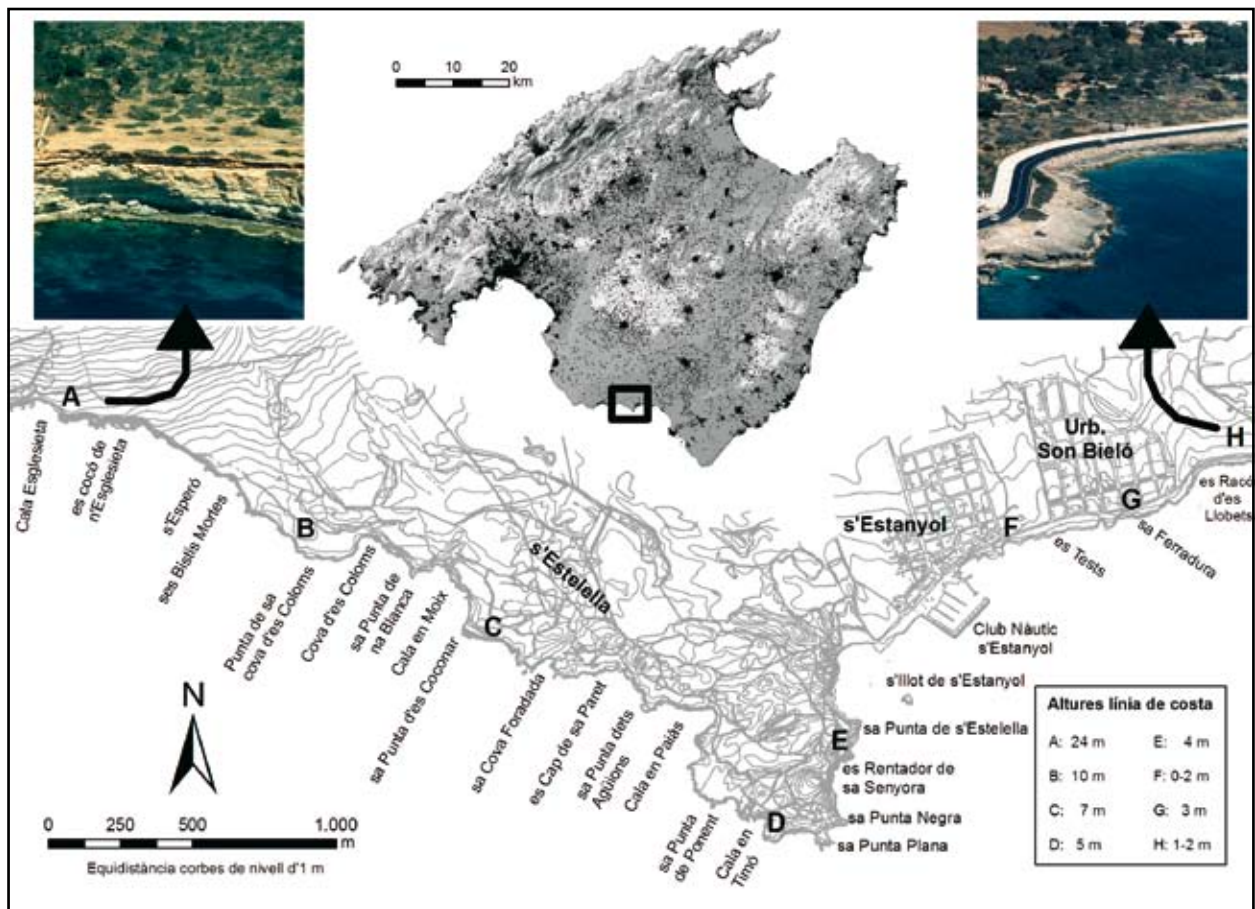 0 10 20
km
A
Cala Esglesieta
es cocó de
n'Esglesieta
s'Esperó
ses Bislis Mortes
B
Punta de sa
cova d'es Coloms
Cova d'es Coloms
sa Punta de
na Blanca
Cala en Moix
C
sa Punta d'es Coconar
s'Estelella
sa Cova Foradada
es Cap de sa Paret
sa Punta dels
Agüions
Cala en Paiàs
sa Punta
de Ponent
Cala en
Timó
D
sa Punta Plana
sa Punta Negra
es Rentador de
sa Senyora
E
sa Punta de s'Estelella
s'Illot de s'Estanyol
Club Nàutic
s'Estanyol
s'Estanyol
F
es Tests
Urb.
Son Bieló
G
sa Ferradura
H
es Racó
d'es
Llobets
N
0 250 500 1.000
m
Equidistància corbes de nivell d'1 m
Altures línia de costa
A: 24 m E: 4 m
B: 10 m F: 0-2 m
C: 7 m G: 3 m
D: 5 m H: 1-2 m